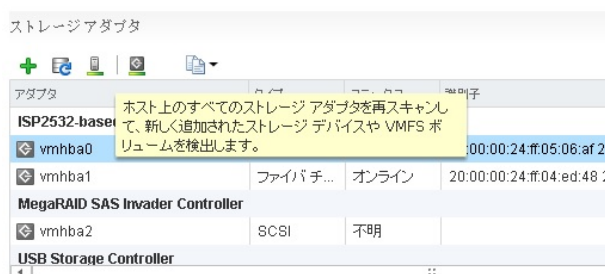 ストレージ アダプタ
アダプタ
識別子
ホスト上のすべてのストレージ アダプタを再スキャンし
て、新しく追加されたストレージ デバイスや VMFS ボ
リュームを検出します。
ISP2532-based
vmhba0 :00:00:24:ff:05:06:af 2
vmhba1 ファイバ チ... オンライン 20:00:00:24:ff:04:ed:48 2
MegaRAID SAS Invader Controller
vmhba2 SCSI 不明
USB Storage Controller